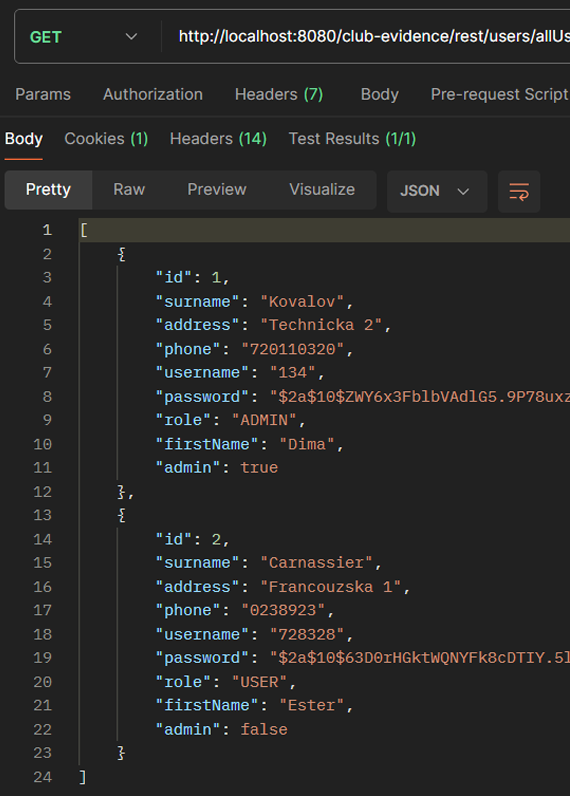 GET http://localhost:8080/club-evidence/rest/users/allUs
Params Authorization Headers (7) Body Pre-request Script
Body Cookies (1) Headers (14) Test Results (1/1)
Pretty Raw Preview Visualize JSON
1 [
2 {
3 "id": 1,
4 "surname": "Kovalov",
5 "address": "Technicka 2",
6 "phone": "720110320",
7 "username": "134",
8 "password": "$2a$10$ZWY6x3FblbVAdlG5.9P78uxz
9 "role": "ADMIN",
10 "firstName": "Dima",
11 "admin": true
12 },
13 {
14 "id": 2,
15 "surname": "Carnassier",
16 "address": "Francouzska 1",
17 "phone": "0238923",
18 "username": "728328",
19 "password": "$2a$10$63D0rHGktWQNYFk8cDTIY.5l
20 "role": "USER",
21 "firstName": "Ester",
22 "admin": false
23 }
24 ]